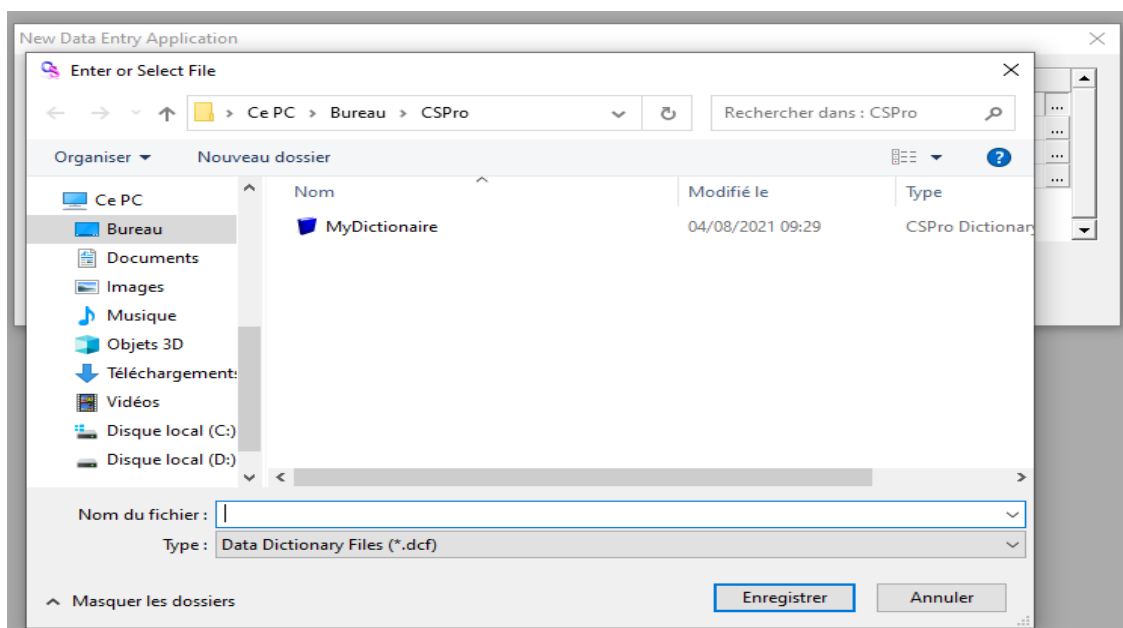 New Data Entry Application
Enter or Select File
Ce PC > Bureau > CSPro
Rechercher dans : CSPro
Organiser
Nouveau dossier
Nom
Modifié le
Type
Ce PC
Bureau
Documents
Images
Musique
Objets 3D
Téléchargements
Vidéos
Disque local (C:)
Disque local (D:)
MyDictionaire
04/08/2021 09:29
CSPro Dictionar
Nom du fichier :
Type : Data Dictionary Files (*.dcf)
Masquer les dossiers
Enregistrer
Annuler